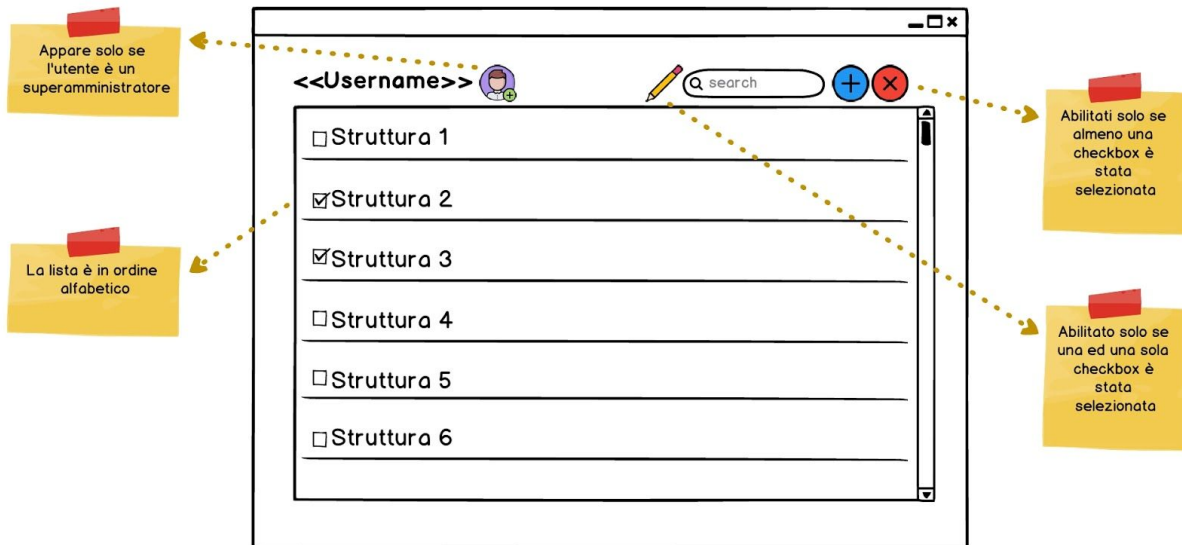 Appare solo se
l'utente è un
superamministratore
<<Username>>
search
Abilitati solo se
almeno una
checkbox è
stata
selezionata
Struttura 1
Struttura 2
Struttura 3
Struttura 4
Struttura 5
Struttura 6
La lista è in ordine
alfabetico
Abilitato solo se
una ed una sola
checkbox è
stata
selezionata